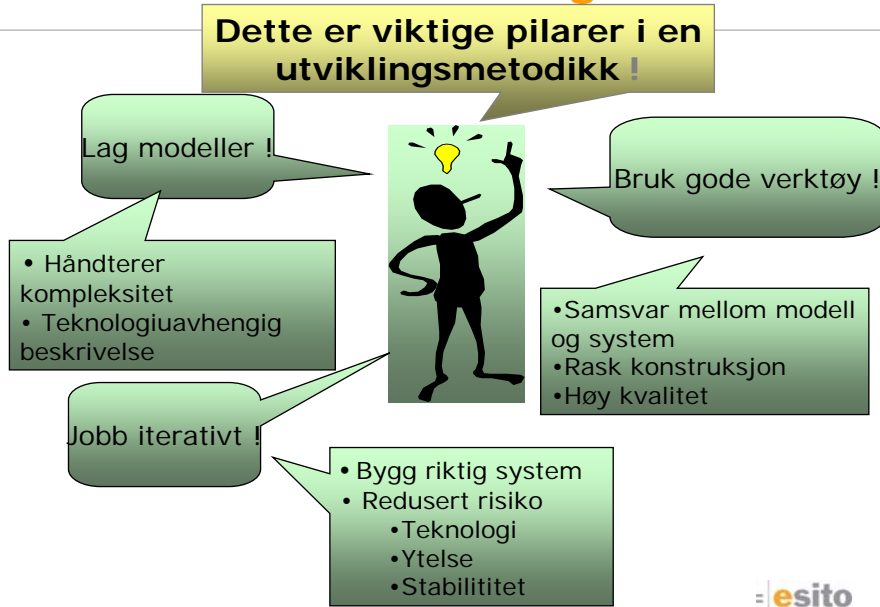 Dette er viktige pilarer i en
utviklingsmetodikk !
Lag modeller !
• Håndterer
kompleksitet
• Teknologiuavhengig
beskrivelse
Bruk gode verktøy !
•Samsvar mellom modell
og system
•Rask konstruksjon
•Høy kvalitet
Jobb iterativt !
• Bygg riktig system
• Redusert risiko
•Teknologi
•Ytelse
•Stabilititet
esito